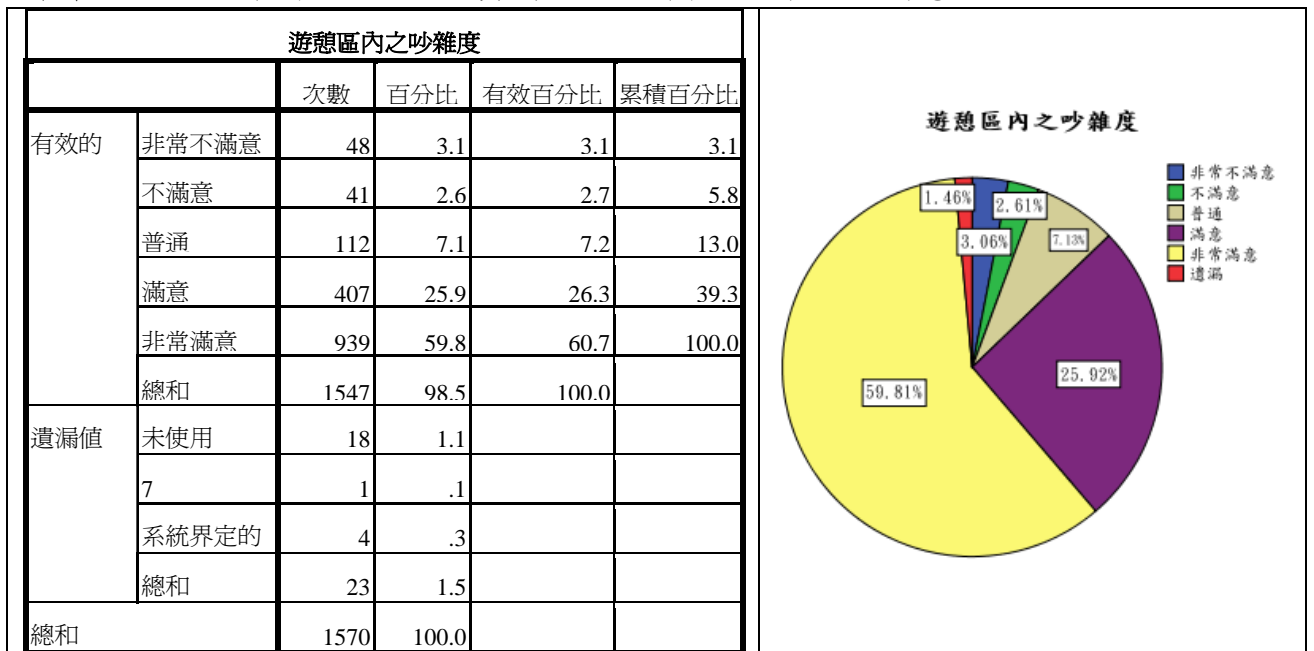 遊憩區內之吵雜度
次數 百分比 有效百分比 累積百分比
有效的 非常不滿意 48 3.1 3.1 3.1
不滿意 41 2.6 2.7 5.8
普通 112 7.1 7.2 13.0
滿意 407 25.9 26.3 39.3
非常滿意 939 59.8 60.7 100.0
總和 1547 98.5 100.0
遺漏值 未使用 18 1.1
7 1 .1
系統界定的 4 .3
總和 23 1.5
總和 1570 100.0
遊憩區內之吵雜度
非常不滿意
不滿意
普通
滿意
非常滿意
遺漏
1.46%
2.61%
3.06%
7.13%
25.92%
59.81%